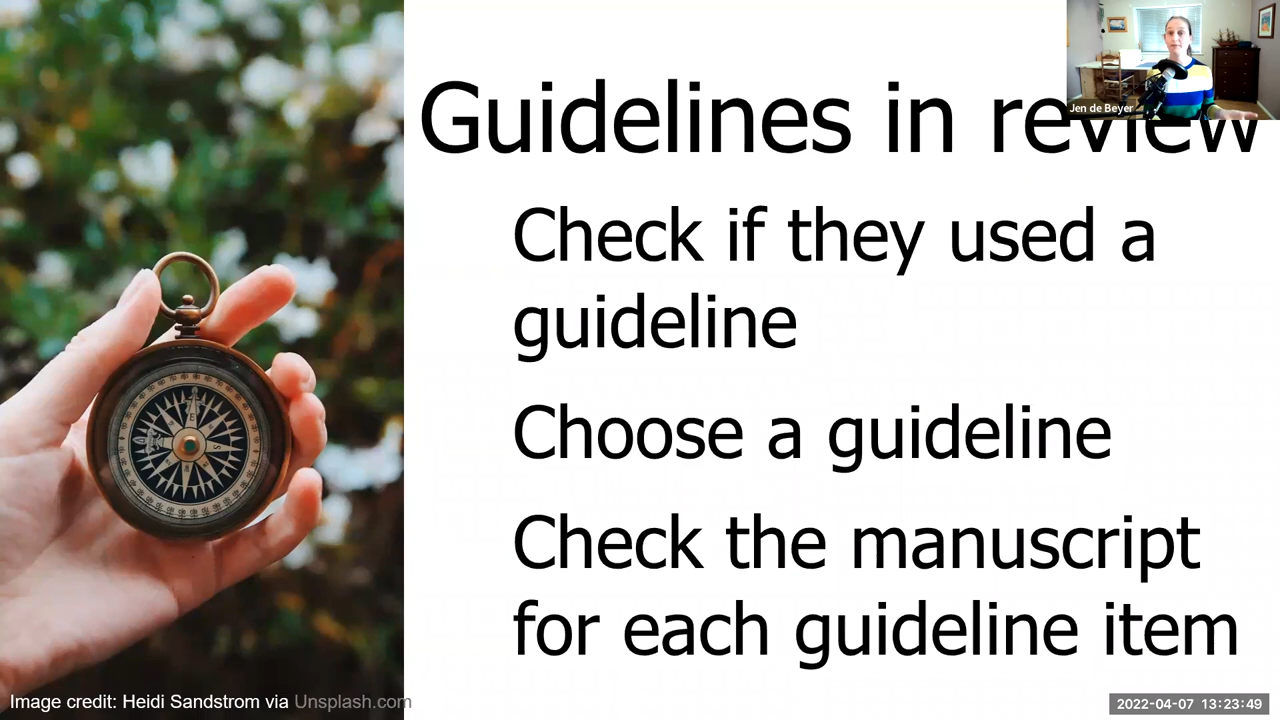 Guidelines in review
Jen de Beyer
Check if they used a
guideline
Choose a guideline
Check the manuscript
for each guideline item
Image credit: Heidi Sandstrom via Unsplash.com
2022-04-07 13:23:49